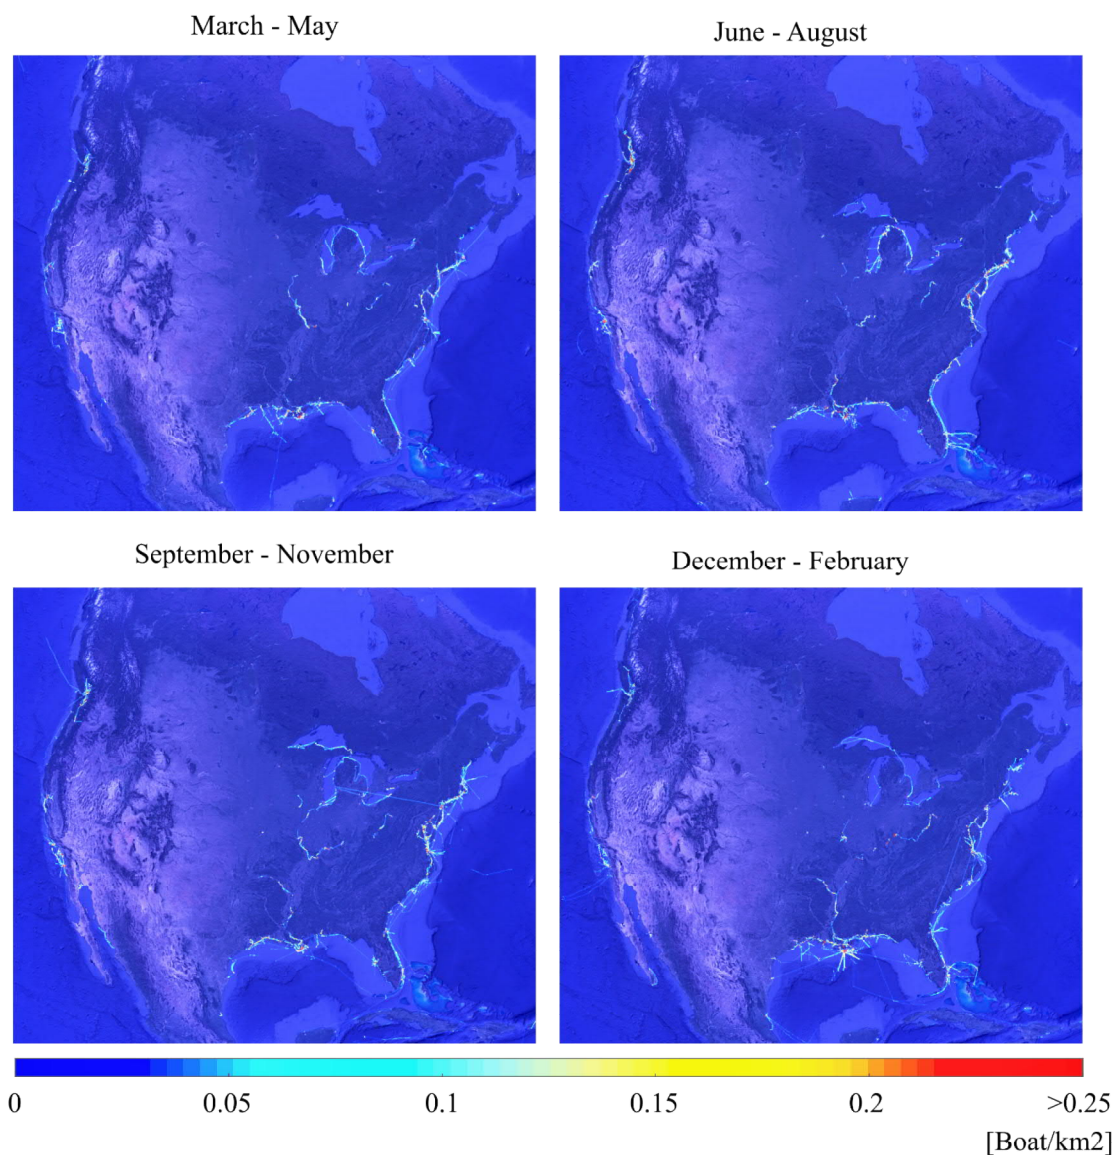 March - May
June - August
September - November
December - February
0 0.05 0.1 0.15 0.2 >0.25
[Boat/km2]